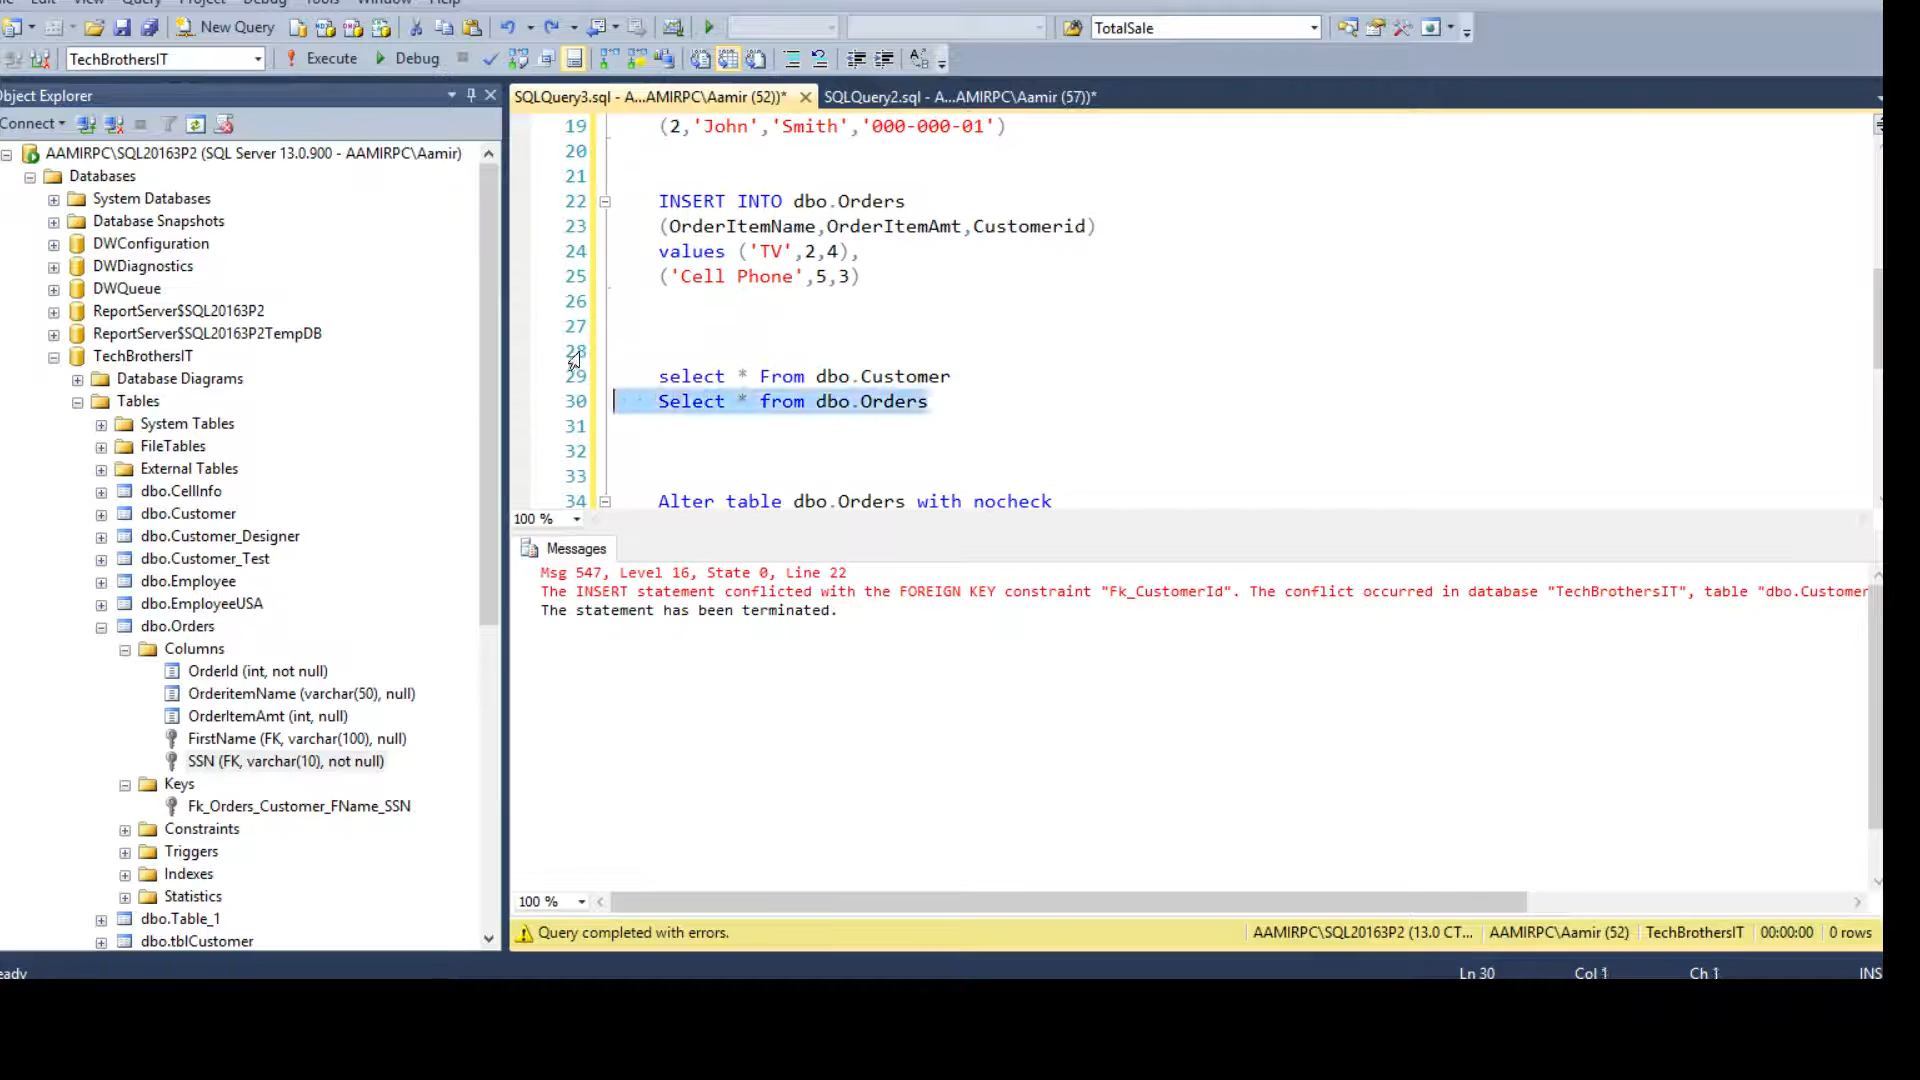 Edit View Query Project Debug Tools Window Help
New Query
TotalSale
TechBrothersIT
Execute
Debug
Object Explorer
Connect
AAMIRPC\SQL20163P2 (SQL Server 13.0.900 - AAMIRPC\Aamir)
Databases
System Databases
Database Snapshots
DWConfiguration
DWDiagnostics
DWQueue
ReportServer$SQL20163P2
ReportServer$SQL20163P2TempDB
TechBrothersIT
Database Diagrams
Tables
System Tables
FileTables
External Tables
dbo.CellInfo
dbo.Customer
dbo.Customer_Designer
dbo.Customer_Test
dbo.Employee
dbo.EmployeeUSA
dbo.Orders
Columns
OrderId (int, not null)
OrderitemName (varchar(50), null)
OrderItemAmt (int, null)
FirstName (FK, varchar(100), null)
SSN (FK, varchar(10), not null)
Keys
Fk_Orders_Customer_FName_SSN
Constraints
Triggers
Indexes
Statistics
dbo.Table_1
dbo.tblCustomer
SQLQuery3.sql - A...AMIRPC\Aamir (52))*
SQLQuery2.sql - A...AMIRPC\Aamir (57))*
19 (2,'John','Smith','000-000-01')
20
21
22 INSERT INTO dbo.Orders
23 (OrderItemName,OrderItemAmt,Customerid)
24 values ('TV',2,4),
25 ('Cell Phone',5,3)
26
27
28
29 select * From dbo.Customer
30 Select * from dbo.Orders
31
32
33
34 Alter table dbo.Orders with nocheck
100 %
Messages
Msg 547, Level 16, State 0, Line 22
The INSERT statement conflicted with the FOREIGN KEY constraint "Fk_CustomerId". The conflict occurred in database "TechBrothersIT", table "dbo.Customer
The statement has been terminated.
100 %
Query completed with errors.
AAMIRPC\SQL20163P2 (13.0 CT...
AAMIRPC\Aamir (52)
TechBrothersIT
00:00:00
0 rows
eady
Ln 30
Col 1
Ch 1
INS